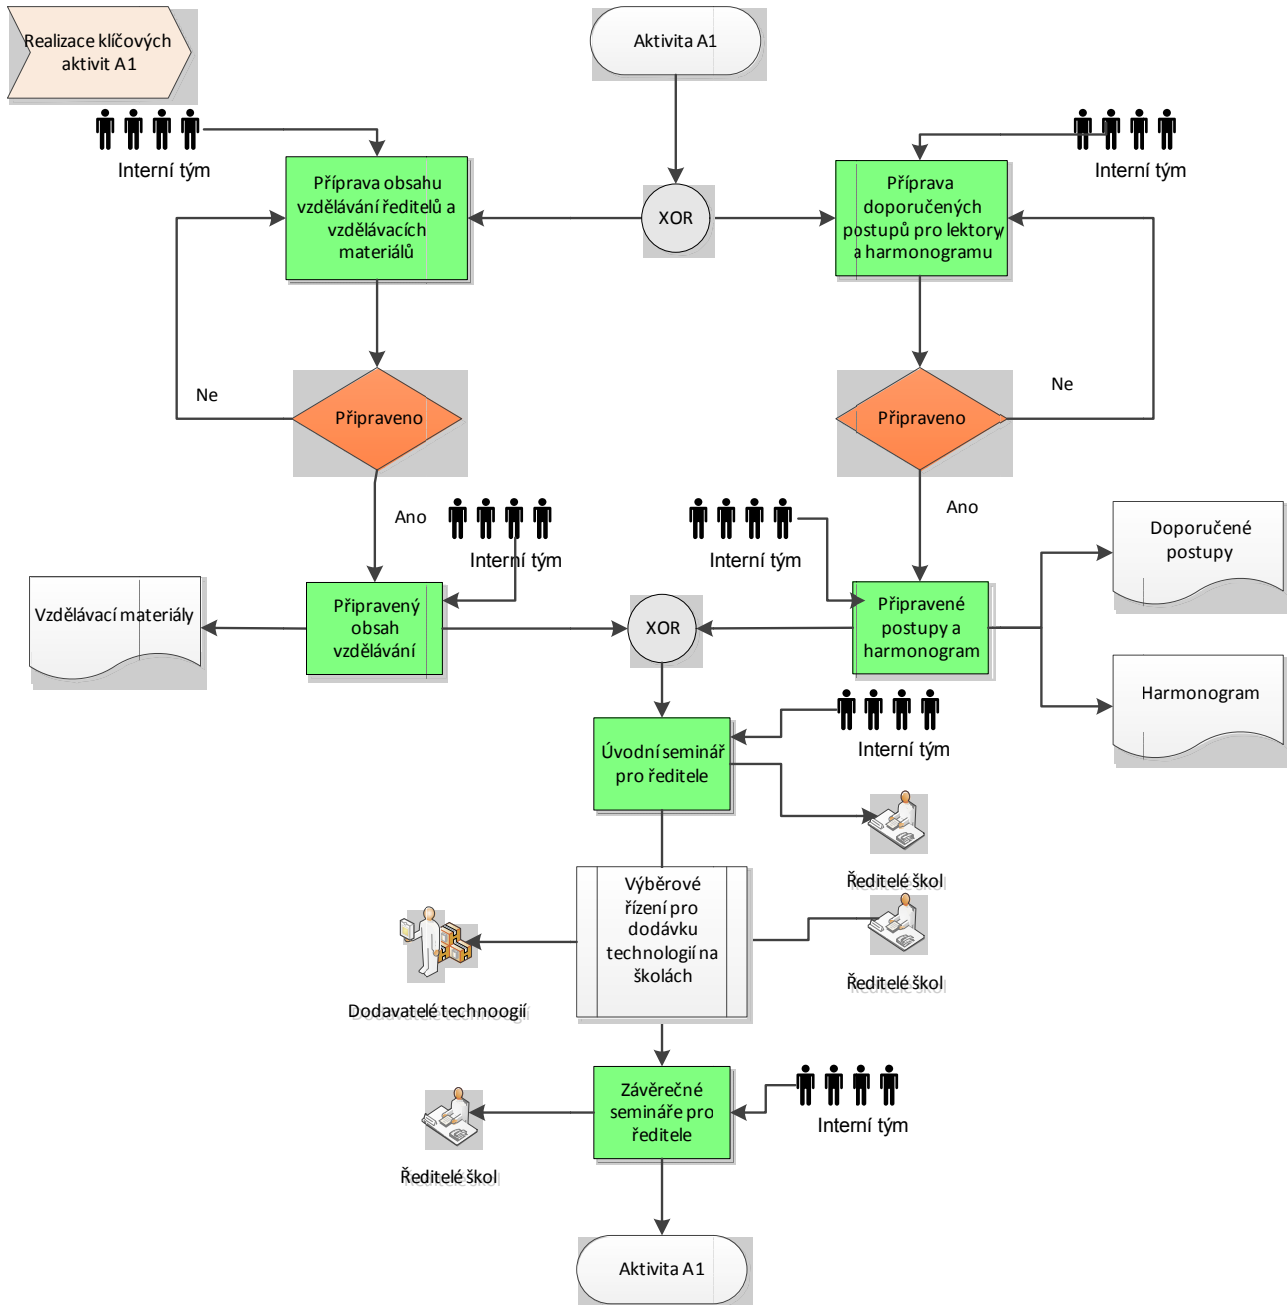 Realizace klíčových
aktivit A1
Aktivita A1
Interní tým
Interní tým
Příprava obsahu
vzdělávání ředitelů a
vzdělávacích
materiálů
XOR
Příprava
doporučených
postupů pro lektory
a harmonogramu
Ne
Připraveno
Připraveno
Ne
Ano
Interní tým
Interní tým
Ano
Doporučené
postupy
Vzdělávací materiály
Připravený
obsah
vzdělávání
XOR
Připravené
postupy a
harmonogram
Harmonogram
Úvodní seminář
pro ředitele
Interní tým
Ředitelé škol
Výběrové
řízení pro
dodávku
technologií na
školách
Ředitelé škol
Dodavatelé technoogií
Závěrečné
semináře pro
ředitele
Interní tým
Ředitelé škol
Aktivita A1